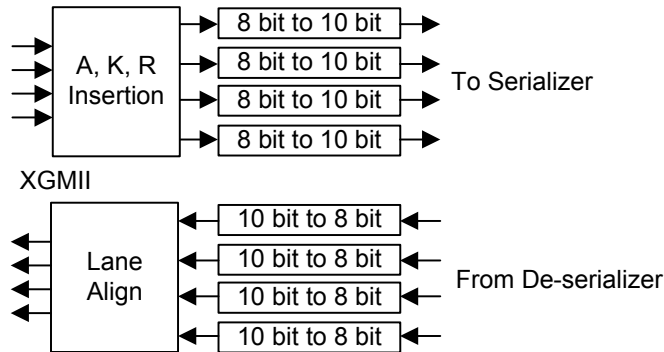 8 bit to 10 bit
A, K, R
Insertion
8 bit to 10 bit
8 bit to 10 bit
8 bit to 10 bit
To Serializer
XGMII
Lane
Align
10 bit to 8 bit
10 bit to 8 bit
10 bit to 8 bit
10 bit to 8 bit
From De-serializer